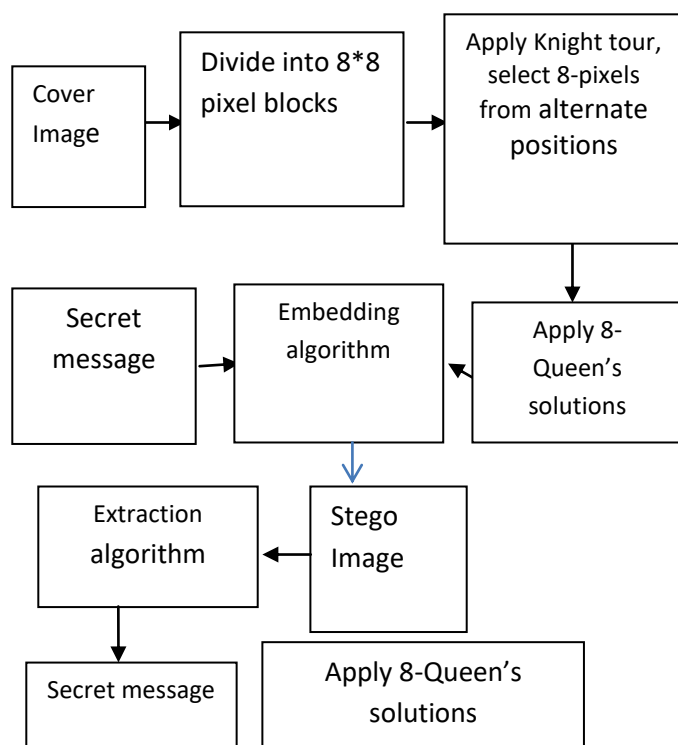 Cover
Image
Divide into 8*8
pixel blocks
Apply Knight tour,
select 8-pixels
from alternate
positions
Secret
message
Embedding
algorithm
Apply 8-
Queen’s
solutions
Extraction
algorithm
Stego
Image
Secret message
Apply 8-Queen’s
solutions